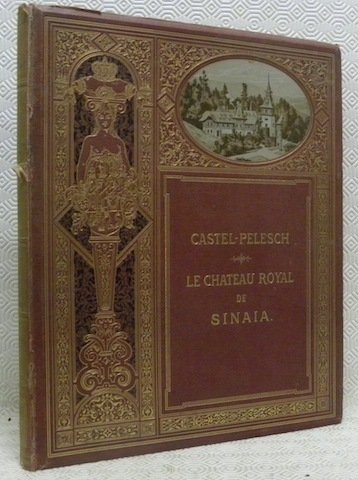 CASTEL-PELESCH
LE CHATEAU ROYAL
DE
SINAIA.